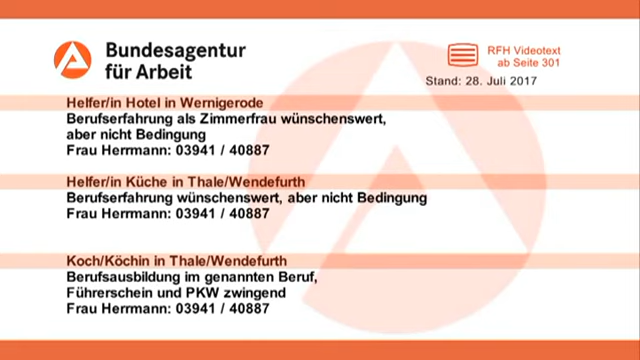 Bundesagentur
für Arbeit
RFH Videotext
ab Seite 301
Stand: 28. Juli 2017
Helfer/in Hotel in Wernigerode
Berufserfahrung als Zimmerfrau wünschenswert,
aber nicht Bedingung
Frau Herrmann: 03941 / 40887
Helfer/in Küche in Thale/Wendefurth
Berufserfahrung wünschenswert, aber nicht Bedingung
Frau Herrmann: 03941 / 40887
Koch/Köchin in Thale/Wendefurth
Berufsausbildung im genannten Beruf,
Führerschein und PKW zwingend
Frau Herrmann: 03941 / 40887